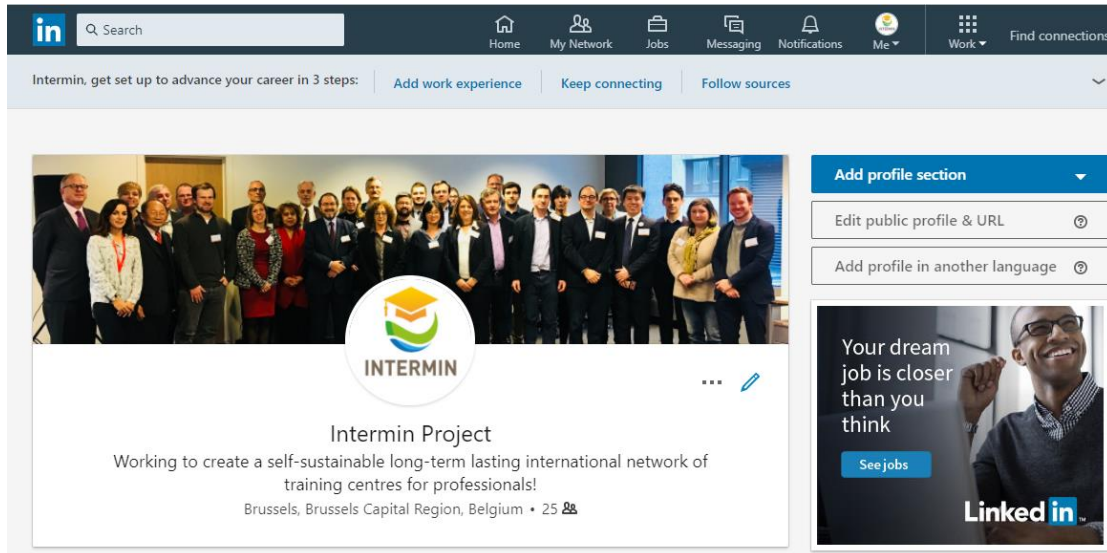 in
Search
Home
My Network
Jobs
Messaging
Notifications
Me
Work
Find connections
Intermin, get set up to advance your career in 3 steps:
Add work experience
Keep connecting
Follow sources
Add profile section
Edit public profile & URL
Add profile in another language
INTERMIN
Intermin Project
Working to create a self-sustainable long-term lasting international network of
training centres for professionals!
Brussels, Brussels Capital Region, Belgium • 25
Your dream
job is closer
than you
think
See jobs
Linked in